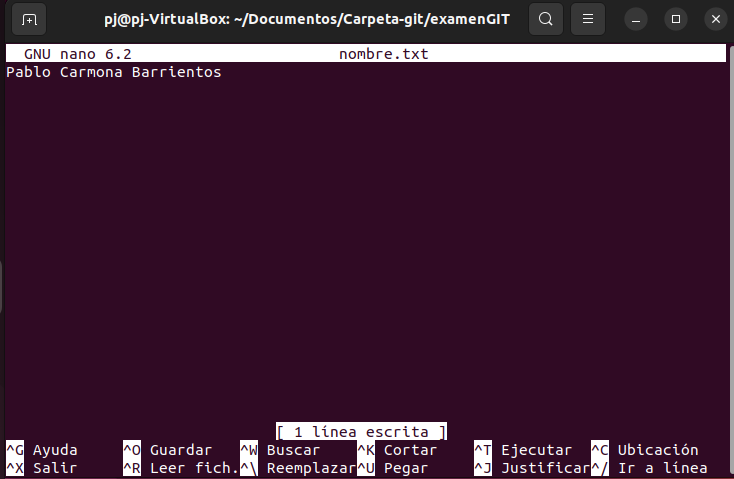 pj@pj-VirtualBox: ~/Documentos/Carpeta-git/examenGIT
GNU nano 6.2 nombre.txt
Pablo Carmona Barrientos
[ 1 línea escrita ]
^G Ayuda ^O Guardar ^W Buscar ^K Cortar ^T Ejecutar ^C Ubicación
^X Salir ^R Leer fich. ^\ Reemplazar ^U Pegar ^J Justificar ^/ Ir a línea